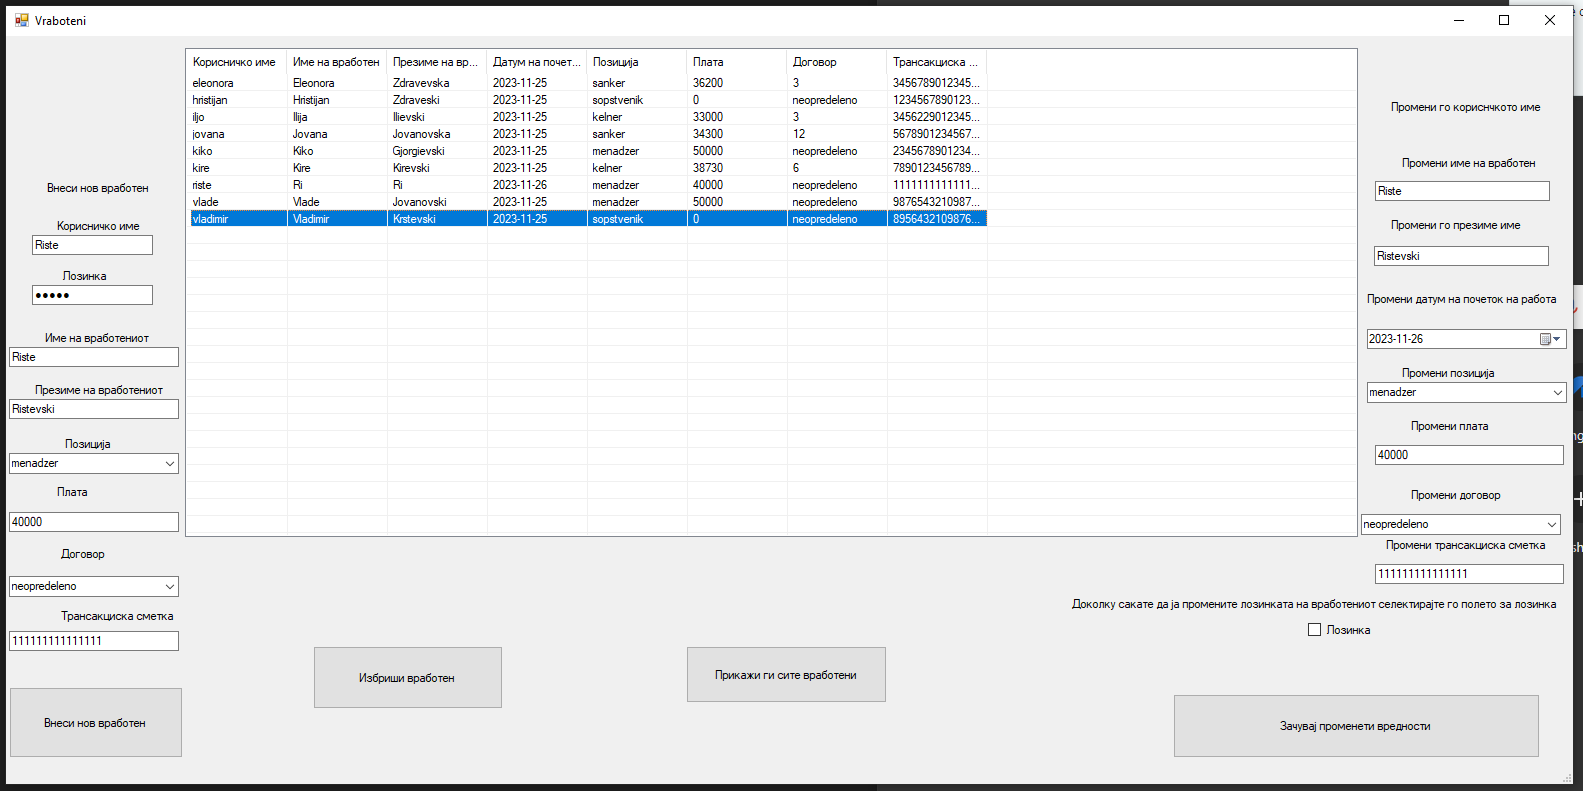 Vraboteni
Внеси нов вработен
Корисничко име
Riste
Лозинка
●●●●●
Име на вработениот
Riste
Презиме на вработениот
Ristevski
Позиција
menadzer
Плата
40000
Договор
neopredeleno
Трансакциска сметка
111111111111111
Внеси нов вработен
Корисничко име Име на вработен Презиме на вр... Датум на почет... Позиција Плата Договор Трансакциска ...
eleonora Eleonora Zdravevska 2023-11-25 sanker 36200 3 3456789012345...
hristijan Hristijan Zdraveski 2023-11-25 sopstvenik 0 neopredeleno 1234567890123...
iljo Ilija Ilievski 2023-11-25 kelner 33000 3 3456229012345...
jovana Jovana Jovanovska 2023-11-25 sanker 34300 12 5678901234567...
kiko Kiko Gjorgievski 2023-11-25 menadzer 50000 neopredeleno 2345678901234...
kire Kire Kirevski 2023-11-25 kelner 38730 6 7890123456789...
riste Ri Ri 2023-11-26 menadzer 40000 neopredeleno 1111111111111...
vlade Vlade Jovanovski 2023-11-25 menadzer 50000 neopredeleno 9876543210987...
vladimir Vladimir Krstevski 2023-11-25 sopstvenik 0 neopredeleno 8956432109876...
Избриши вработен
Прикажи ги сите вработени
Промени го кориснчкото име
Промени име на вработен
Riste
Промени го презиме име
Ristevski
Промени датум на почеток на работа
2023-11-26
Промени позиција
menadzer
Промени плата
40000
Промени договор
neopredeleno
Промени трансакциска сметка
111111111111111
Доколку сакате да ја промените лозинката на вработениот селектирајте го полето за лозинка
Лозинка
Зачувај променети вредности